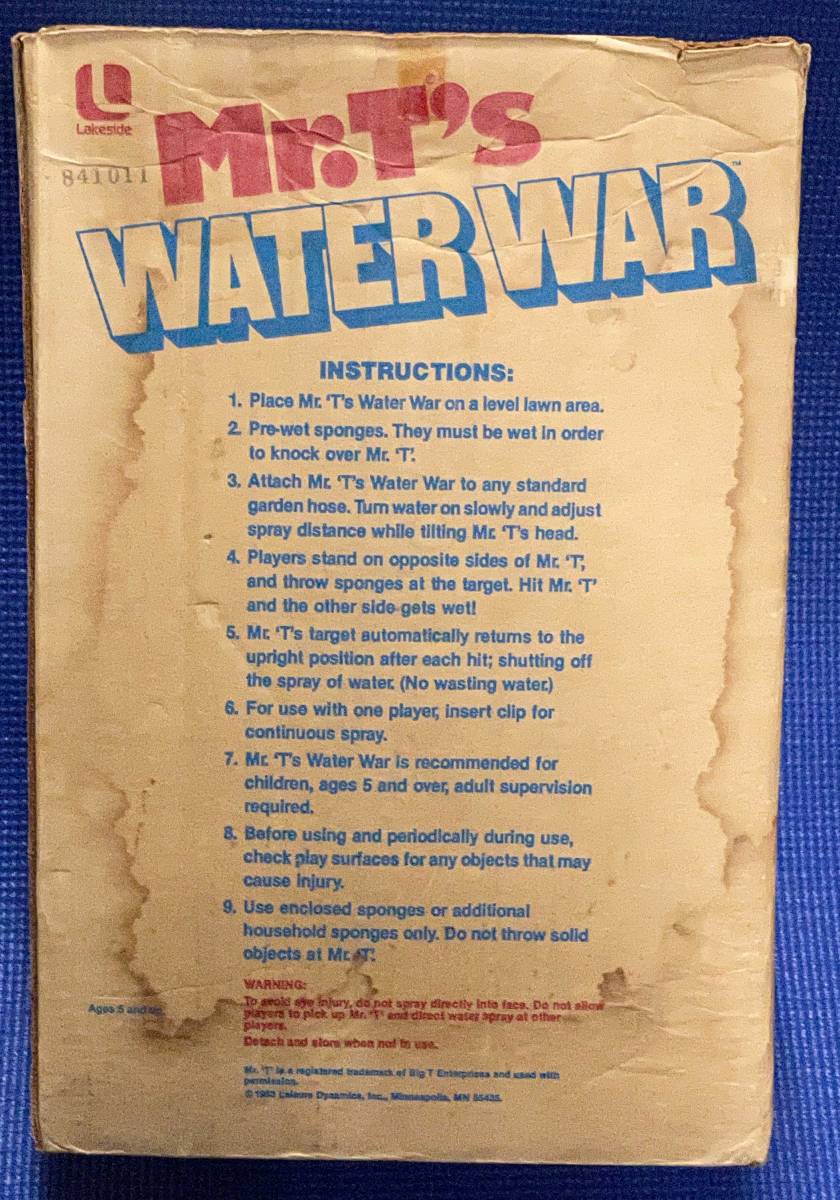 Lakeside
841011
Mr.T's
WATER WAR™
INSTRUCTIONS:
1. Place Mr. 'T's Water War on a level lawn area.
2. Pre-wet sponges. They must be wet in order
to knock over Mr. 'T'.
3. Attach Mr. 'T's Water War to any standard
garden hose. Turn water on slowly and adjust
spray distance while tilting Mr. 'T's head.
4. Players stand on opposite sides of Mr. 'T',
and throw sponges at the target. Hit Mr. 'T'
and the other side gets wet!
5. Mr. 'T's target automatically returns to the
upright position after each hit; shutting off
the spray of water. (No wasting water.)
6. For use with one player, insert clip for
continuous spray.
7. Mr. 'T's Water War is recommended for
children, ages 5 and over, adult supervision
required.
8. Before using and periodically during use,
check play surfaces for any objects that may
cause injury.
9. Use enclosed sponges or additional
household sponges only. Do not throw solid
objects at Mr. 'T'.
WARNING:
To avoid eye injury, do not spray directly into face. Do not allow
players to pick up Mr. 'T' and direct water spray at other
players.
Detach and store when not in use.
Ages 5 and up
Mr. 'T' is a registered trademark of Big T Enterprises and used with
permission.
© 1983 Leisure Dynamics, Inc., Minneapolis, MN 55435.